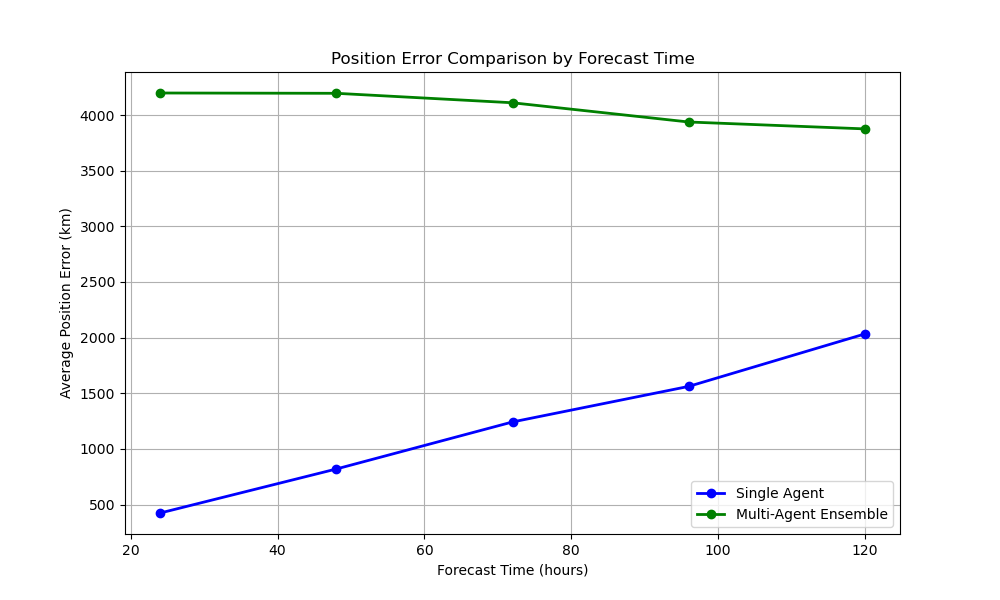 Position Error Comparison by Forecast Time
Average Position Error (km)
4000
3500
3000
2500
2000
1500
1000
500
20
40
60
80
100
120
Forecast Time (hours)
Single Agent
Multi-Agent Ensemble